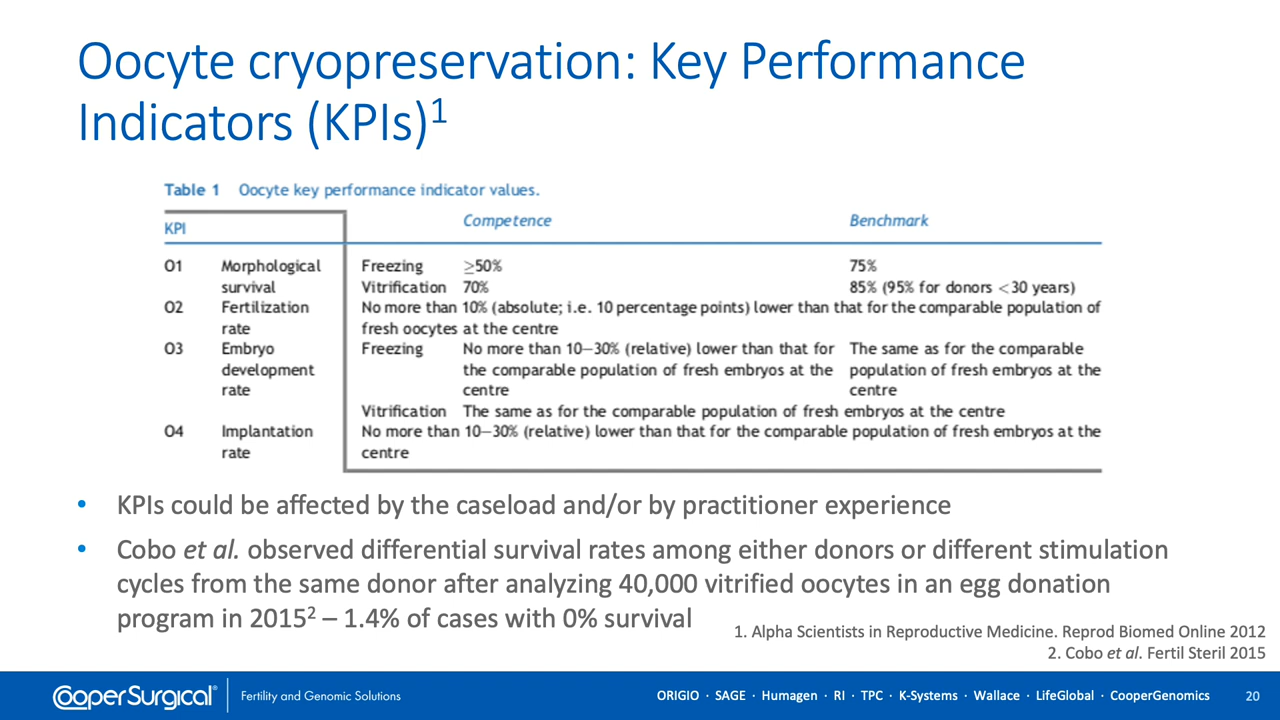 Oocyte cryopreservation: Key Performance
Indicators (KPIs)1
Table 1 Oocyte key performance indicator values.
KPI Competence Benchmark
O1 Morphological Freezing ≥50% 75%
survival Vitrification 70% 85% (95% for donors <30 years)
O2 Fertilization No more than 10% (absolute; i.e. 10 percentage points) lower than that for the comparable population of
rate fresh oocytes at the centre
O3 Embryo Freezing No more than 10–30% (relative) lower than that for The same as for the comparable
development the comparable population of fresh embryos at the population of fresh embryos at the
rate centre centre
Vitrification The same as for the comparable population of fresh embryos at the centre
O4 Implantation No more than 10–30% (relative) lower than that for the comparable population of fresh embryos at the
rate centre
• KPIs could be affected by the caseload and/or by practitioner experience
• Cobo et al. observed differential survival rates among either donors or different stimulation
cycles from the same donor after analyzing 40,000 vitrified oocytes in an egg donation
program in 20152 – 1.4% of cases with 0% survival
1. Alpha Scientists in Reproductive Medicine. Reprod Biomed Online 2012
2. Cobo et al. Fertil Steril 2015
CooperSurgical® Fertility and Genomic Solutions ORIGIO · SAGE · Humagen · RI · TPC · K-Systems · Wallace · LifeGlobal · CooperGenomics 20